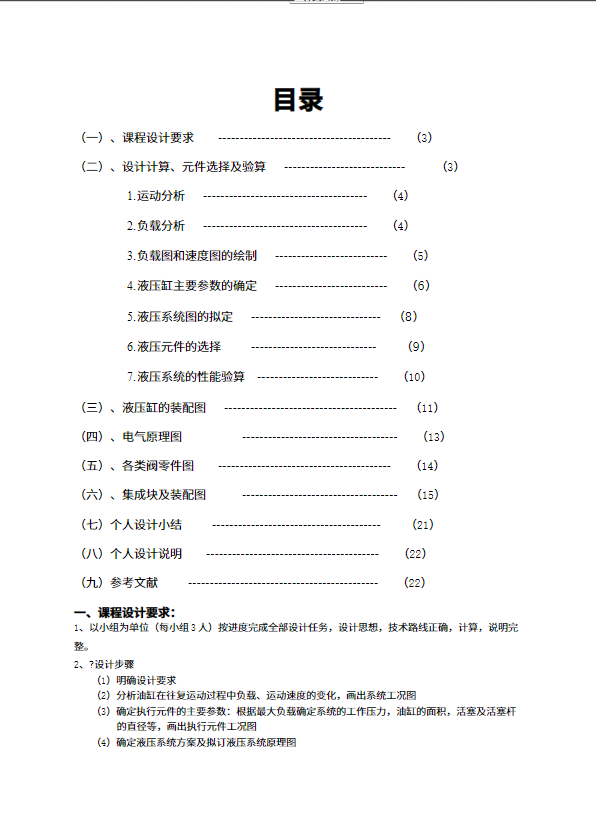 目录
（一）、课程设计要求 ---------------------------------------- （3）
（二）、设计计算、元件选择及验算 ---------------------------- （3）
1.运动分析 -------------------------------------- （4）
2.负载分析 -------------------------------------- （4）
3.负载图和速度图的绘制 -------------------------- （5）
4.液压缸主要参数的确定 -------------------------- （6）
5.液压系统图的拟定 ------------------------------ （8）
6.液压元件的选择 ----------------------------- （9）
7.液压系统的性能验算 ---------------------------- （10）
（三）、液压缸的装配图 ---------------------------------------- （11）
（四）、电气原理图 ------------------------------------ （13）
（五）、各类阀零件图 ---------------------------------------- （14）
（六）、集成块及装配图 ------------------------------------ （15）
（七）个人设计小结 --------------------------------------- （21）
（八）个人设计说明 ---------------------------------------- （22）
（九）参考文献 -------------------------------------------- （22）
一、课程设计要求：
1、以小组为单位（每小组3人）按进度完成全部设计任务，设计思想，技术路线正确，计算，说明完
整。
2、?设计步骤
（1）明确设计要求
（2）分析油缸在往复运动过程中负载、运动速度的变化，画出系统工况图
（3）确定执行元件的主要参数：根据最大负载确定系统的工作压力，油缸的面积，活塞及活塞杆
的直径等，画出执行元件工况图
（4）确定液压系统方案及拟订液压系统原理图